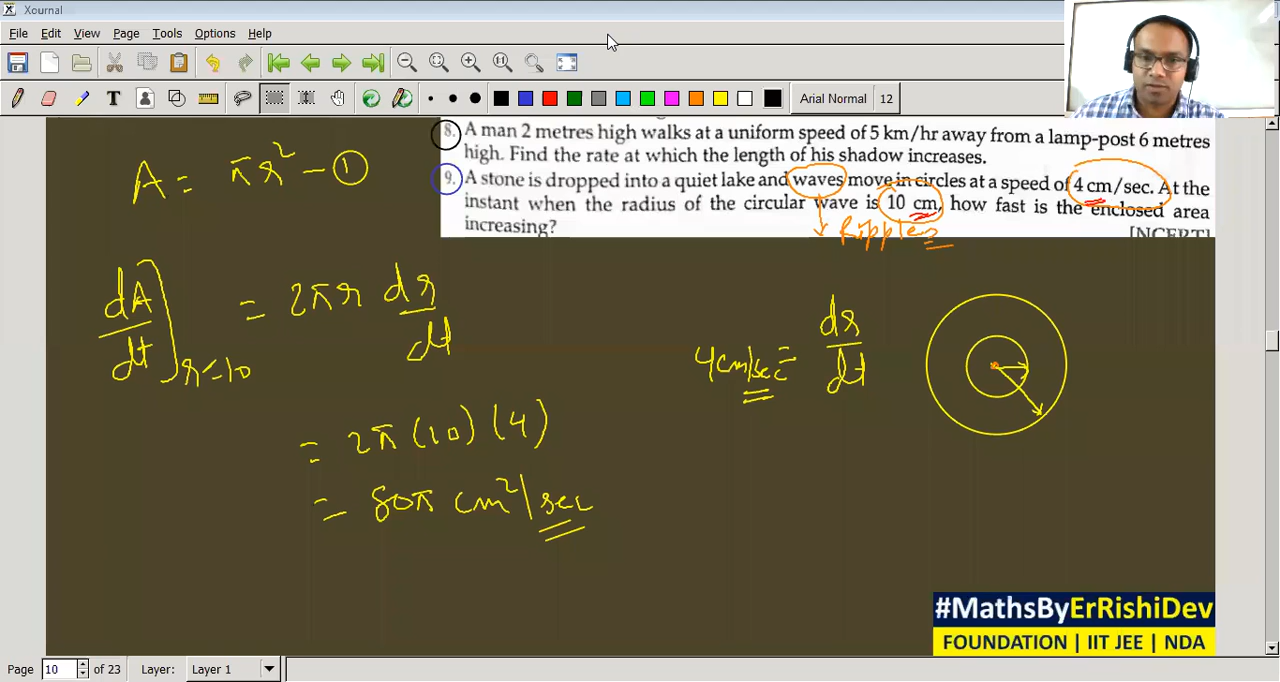 Xournal
File Edit View Page Tools Options Help
Arial Normal 12
8. A man 2 metres high walks at a uniform speed of 5 km/hr away from a lamp-post 6 metres
high. Find the rate at which the length of his shadow increases.
9. A stone is dropped into a quiet lake and waves move in circles at a speed of 4 cm/sec. At the
instant when the radius of the circular wave is 10 cm, how fast is the enclosed area
increasing? [NCERT]
Ripples
A = πr² - ①
dA/dt]r=10 = 2πr dr/dt
4cm/sec = dr/dt
= 2π(10)(4)
= 80π cm²/sec
#MathsByErRishiDev
FOUNDATION | IIT JEE | NDA
Page 10 of 23 Layer: Layer 1